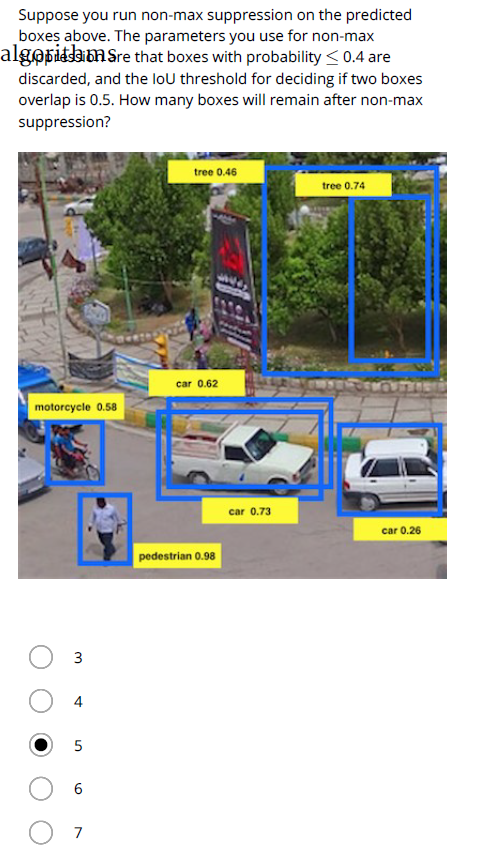 Suppose you run non-max suppression on the predicted
boxes above. The parameters you use for non-max
algorithms are that boxes with probability ≤ 0.4 are
discarded, and the IoU threshold for deciding if two boxes
overlap is 0.5. How many boxes will remain after non-max
suppression?
tree 0.46
tree 0.74
car 0.62
motorcycle 0.58
car 0.73
car 0.26
pedestrian 0.98
3
4
5
6
7